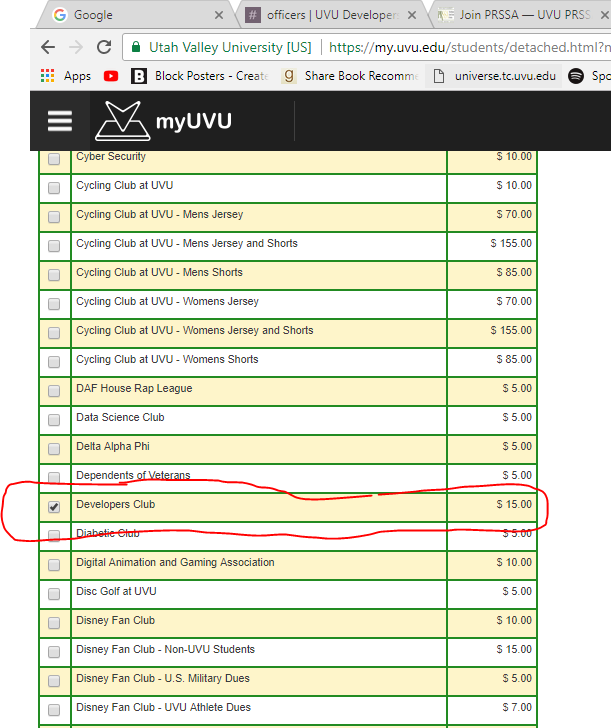 Google
# officers | UVU Developer
Join PRSSA — UVU PRSS
Utah Valley University [US] | https://my.uvu.edu/students/detached.html?n
Apps
B Block Posters - Create
g Share Book Recomme
universe.tc.uvu.edu
Spo
myUVU
Cyber Security $ 10.00
Cycling Club at UVU $ 10.00
Cycling Club at UVU - Mens Jersey $ 70.00
Cycling Club at UVU - Mens Jersey and Shorts $ 155.00
Cycling Club at UVU - Mens Shorts $ 85.00
Cycling Club at UVU - Womens Jersey $ 70.00
Cycling Club at UVU - Womens Jersey and Shorts $ 155.00
Cycling Club at UVU - Womens Shorts $ 85.00
DAF House Rap League $ 5.00
Data Science Club $ 5.00
Delta Alpha Phi $ 5.00
Dependents of Veterans $ 5.00
Developers Club $ 15.00
Diabetic Club $ 5.00
Digital Animation and Gaming Association $ 10.00
Disc Golf at UVU $ 5.00
Disney Fan Club $ 10.00
Disney Fan Club - Non-UVU Students $ 15.00
Disney Fan Club - U.S. Military Dues $ 5.00
Disney Fan Club - UVU Athlete Dues $ 7.00